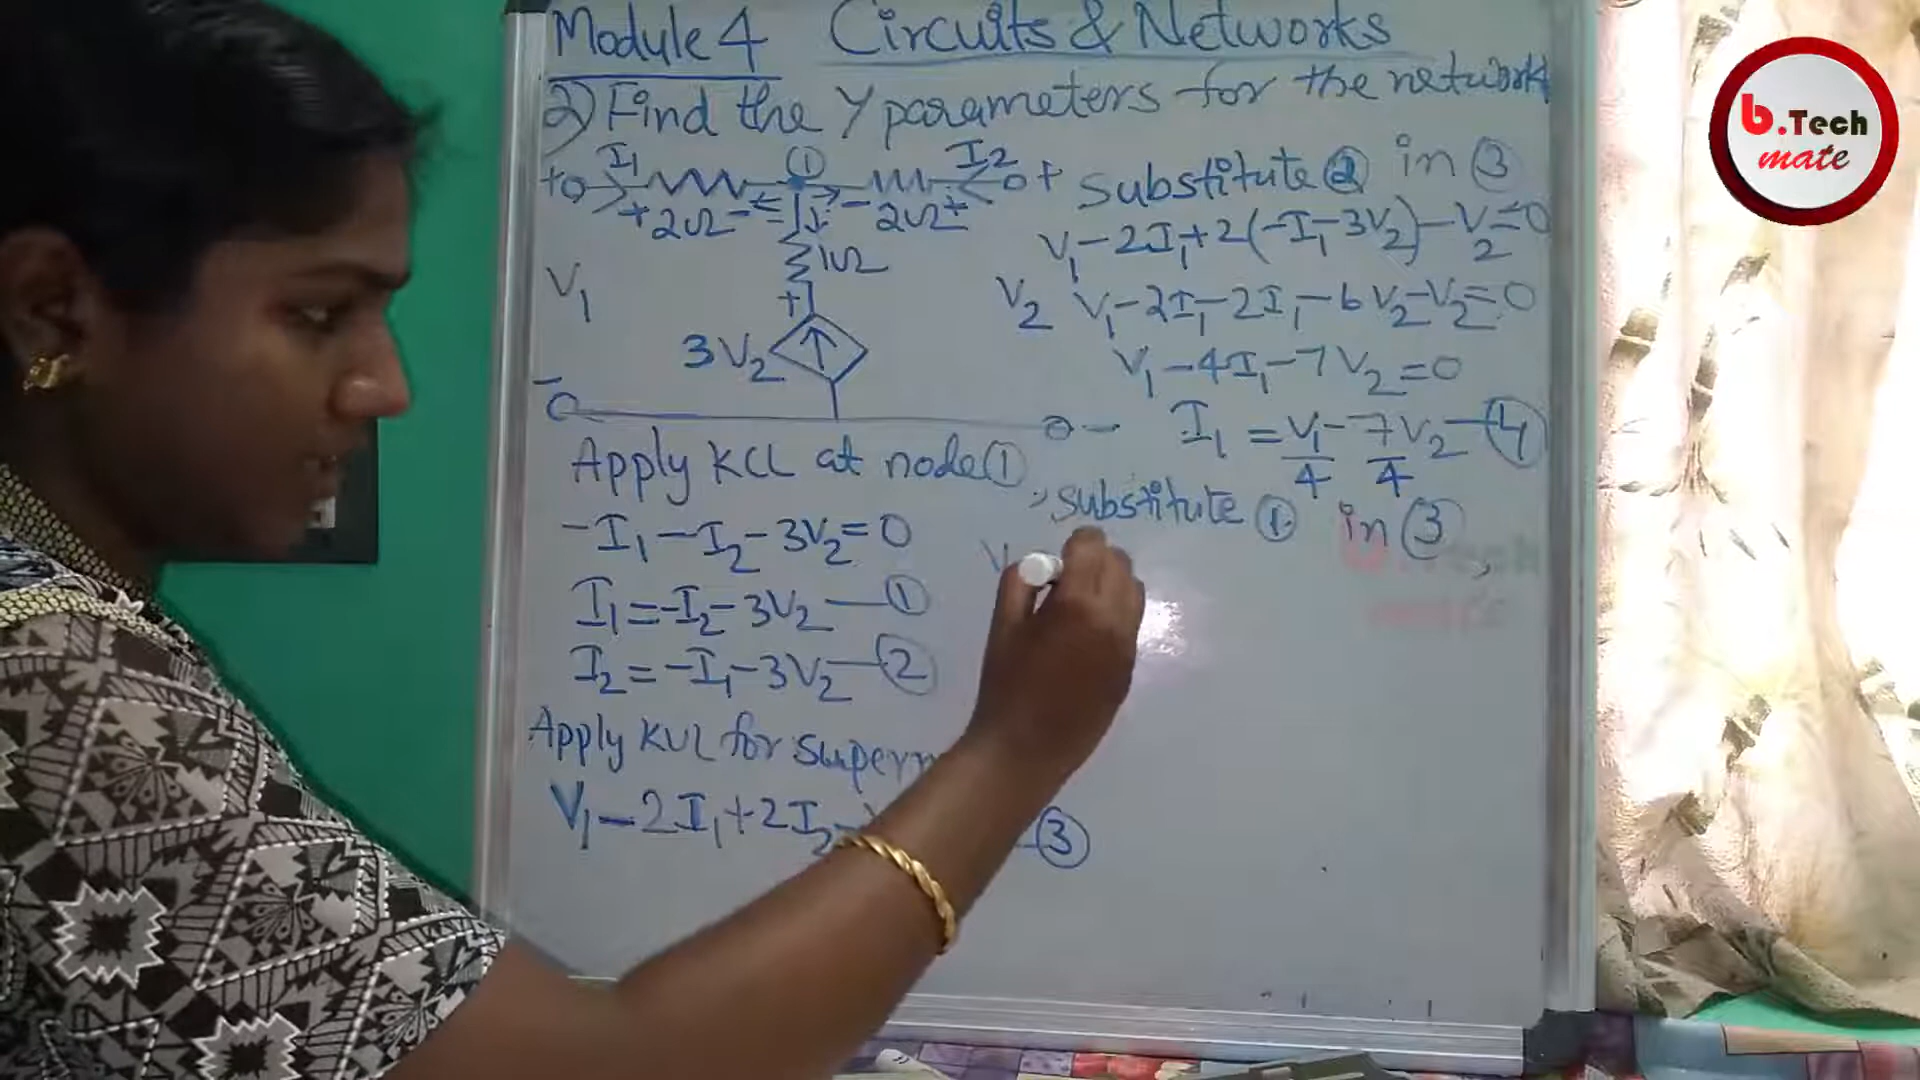 Module 4 Circuits & Networks
2) Find the Y parameters for the network
+ I1 ① I2 +
+ 2Ω - - 2Ω +
1Ω
+
V1
3V2
V2
-
-
Apply KCL at node ①
-I1 - I2 - 3V2 = 0
I1 = -I2 - 3V2 — ①
I2 = -I1 - 3V2 — ②
Apply KVL for
V1 - 2I1 + 2I2 - ③
Substitute ② in ③
V1 - 2I1 + 2(-I1 - 3V2) - V2 = 0
V1 - 2I1 - 2I1 - 6V2 - V2 = 0
V1 - 4I1 - 7V2 = 0
I1 = V1/4 - 7/4 V2 — ④
substitute ① in ③,
V
b.Tech
mate